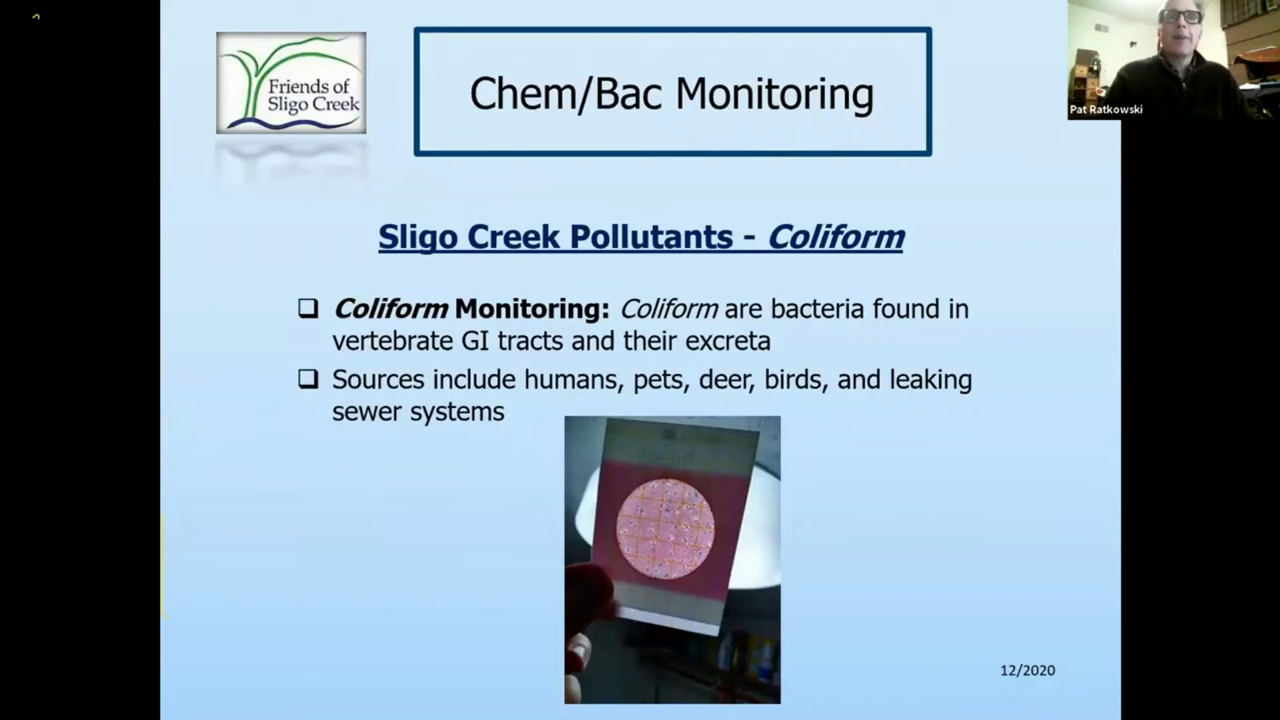 Friends of
Sligo Creek
Chem/Bac Monitoring
Pat Ratkowski
Sligo Creek Pollutants - Coliform
❑ Coliform Monitoring: Coliform are bacteria found in
vertebrate GI tracts and their excreta
❑ Sources include humans, pets, deer, birds, and leaking
sewer systems
12/2020